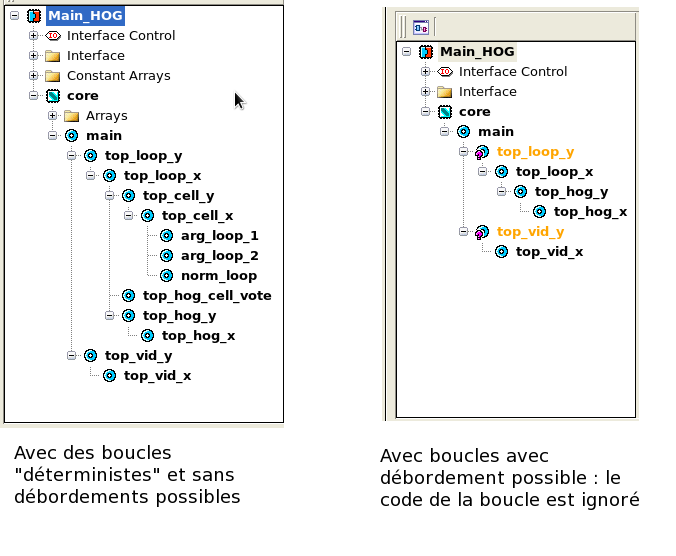 Main_HOG
Interface Control
Interface
Constant Arrays
core
Arrays
main
top_loop_y
top_loop_x
top_cell_y
top_cell_x
arg_loop_1
arg_loop_2
norm_loop
top_hog_cell_vote
top_hog_y
top_hog_x
top_vid_y
top_vid_x
Avec des boucles
"déterministes" et sans
débordements possibles
Main_HOG
Interface Control
Interface
core
main
top_loop_y
top_loop_x
top_hog_y
top_hog_x
top_vid_y
top_vid_x
Avec boucles avec
débordement possible : le
code de la boucle est ignoré